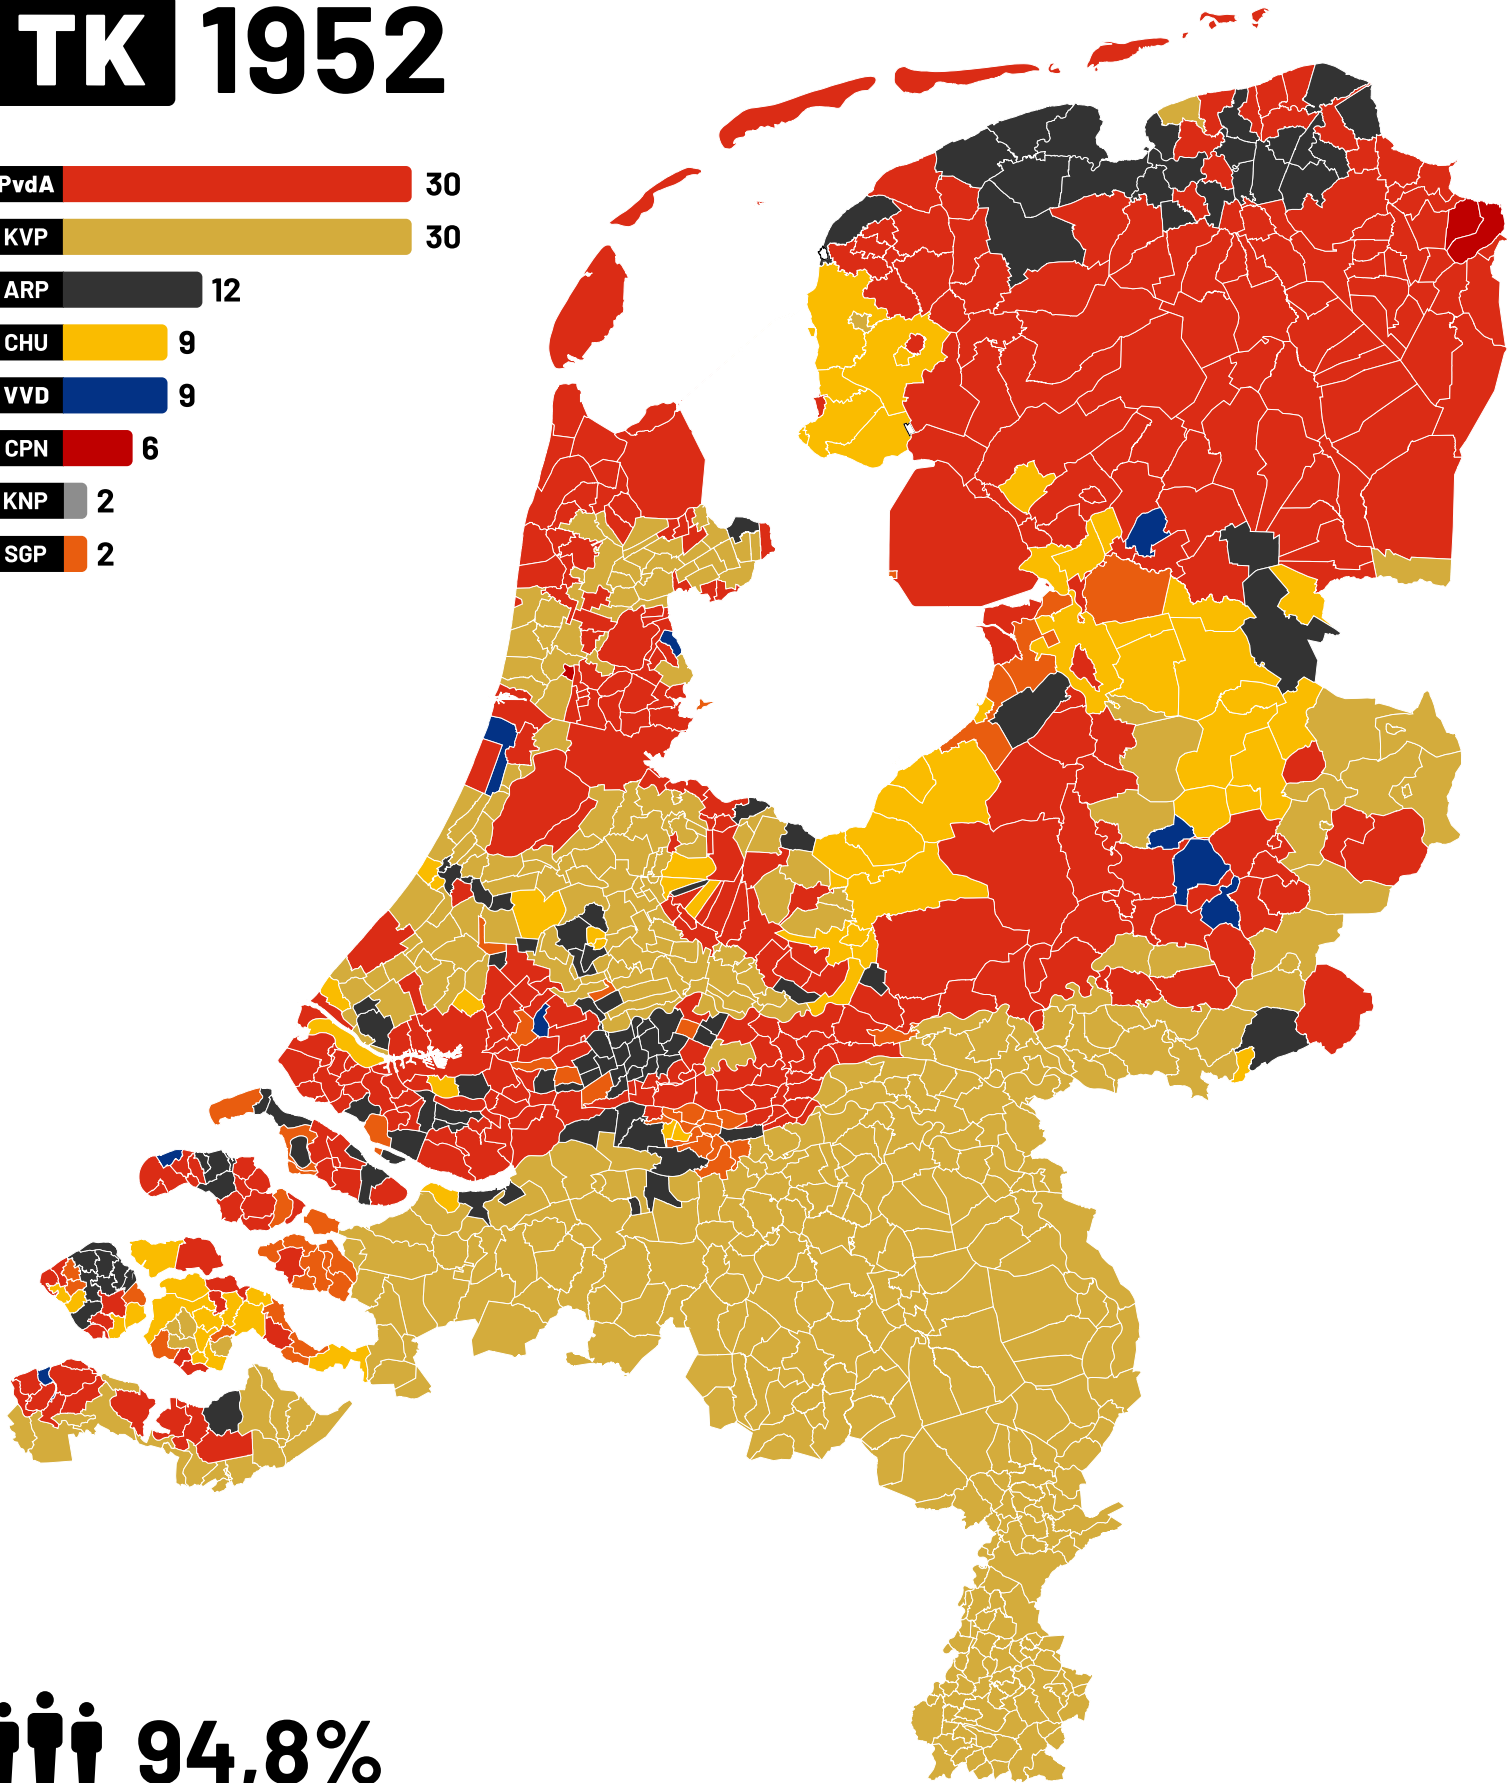 TK 1952
PvdA 30
KVP 30
ARP 12
CHU 9
VVD 9
CPN 6
KNP 2
SGP 2
94,8%